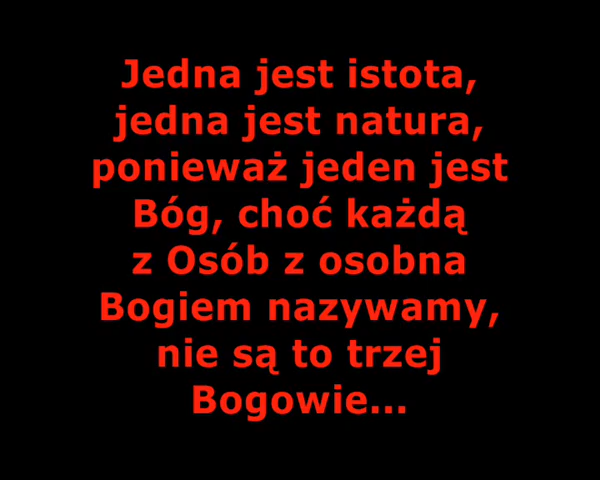 Jedna jest istota,
jedna jest natura,
ponieważ jeden jest
Bóg, choć każdą
z Osób z osobna
Bogiem nazywamy,
nie są to trzej
Bogowie...